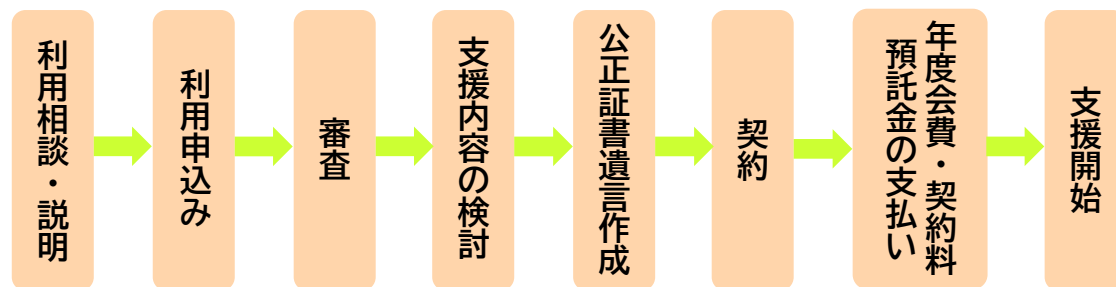 利用相談・説明
利用申込み
審査
支援内容の検討
公正証書遺言作成
契約
年度会費・契約料
預託金の支払い
支援開始